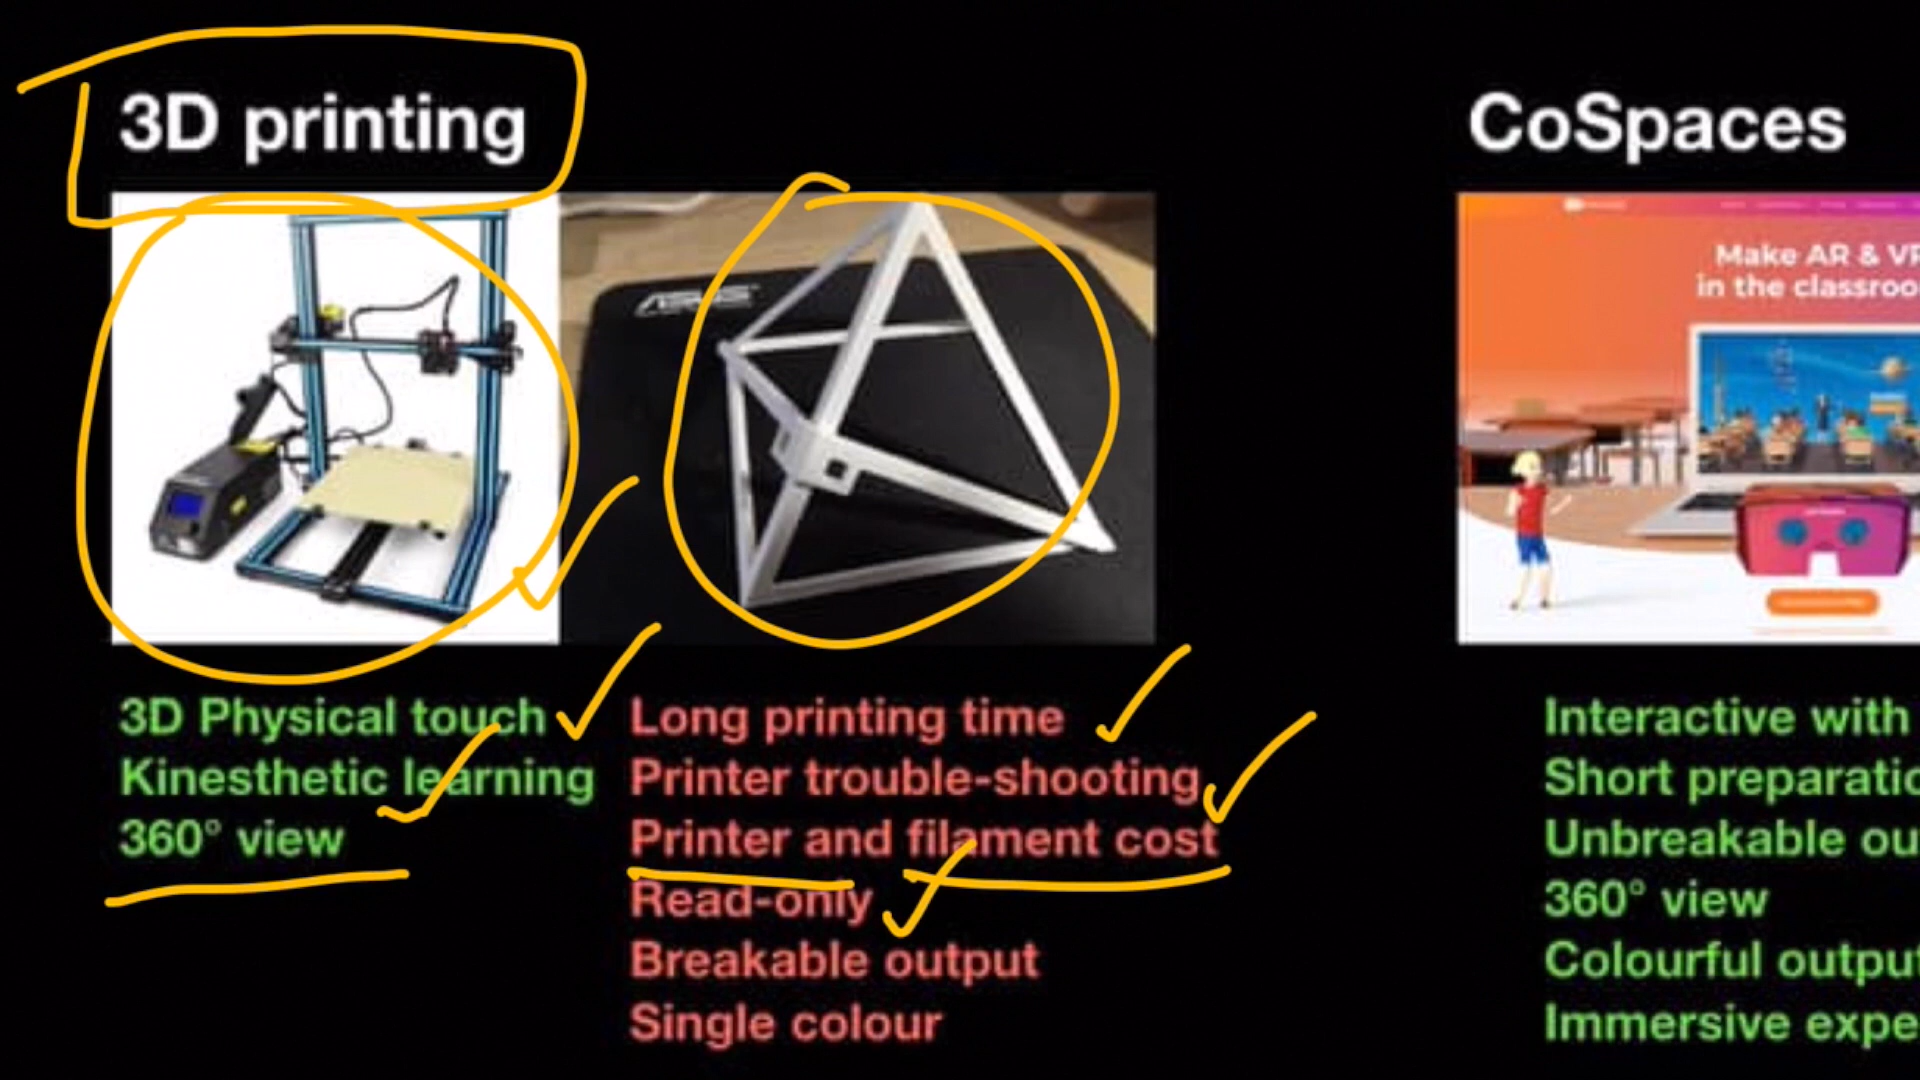 3D printing
3D Physical touch
Kinesthetic learning
360° view
Long printing time
Printer trouble-shooting
Printer and filament cost
Read-only
Breakable output
Single colour
CoSpaces
Make AR & VR
in the classroo
Interactive with
Short preparatio
Unbreakable ou
360° view
Colourful output
Immersive expe